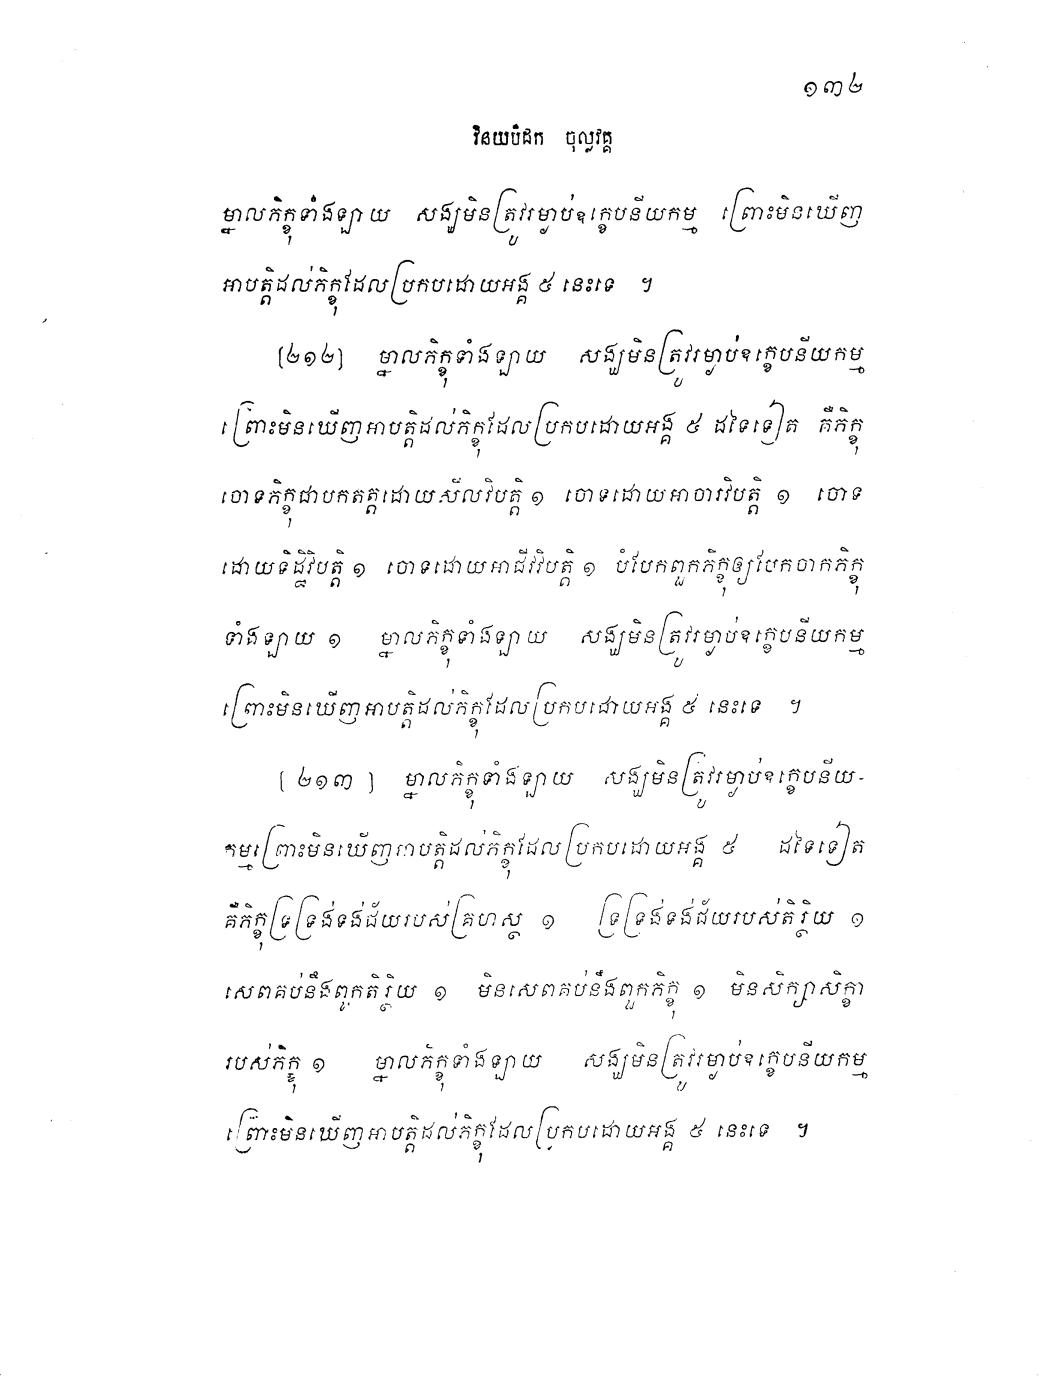 ១៣២
វិនយបិដក ចុល្លវគ្គ
ម្នាលភិក្ខុទាំងឡាយ សង្ឃមិនត្រូវរម្ងាប់ឧក្ខេបនីយកម្ម ព្រោះមិនឃើញ
អាបត្តិដល់ភិក្ខុដែលប្រកបដោយអង្គ ៥ នេះទេ ។
[២១២] ម្នាលភិក្ខុទាំងឡាយ សង្ឃមិនត្រូវរម្ងាប់ឧក្ខេបនីយកម្ម
ព្រោះមិនឃើញអាបត្តិដល់ភិក្ខុដែលប្រកបដោយអង្គ ៥ ដទៃទៀត គឺភិក្ខុ
ចោទភិក្ខុជាបកតត្តដោយសីលវិបត្តិ ១ ចោទដោយអាចារវិបត្តិ ១ ចោទ
ដោយទិដ្ឋិវិបត្តិ ១ ចោទដោយអាជីវវិបត្តិ ១ បំបែកពួកភិក្ខុឲ្យបែកចាកភិក្ខុ
ទាំងឡាយ ១ ម្នាលភិក្ខុទាំងឡាយ សង្ឃមិនត្រូវរម្ងាប់ឧក្ខេបនីយកម្ម
ព្រោះមិនឃើញអាបត្តិដល់ភិក្ខុដែលប្រកបដោយអង្គ ៥ នេះទេ ។
[ ២១៣ ] ម្នាលភិក្ខុទាំងឡាយ សង្ឃមិនត្រូវរម្ងាប់ឧក្ខេបនីយ-
កម្មព្រោះមិនឃើញអាបត្តិដល់ភិក្ខុដែលប្រកបដោយអង្គ ៥ ដទៃទៀត
គឺភិក្ខុទ្រទ្រង់ទង់ជ័យរបស់គ្រហស្ថ ១ ទ្រទ្រង់ទង់ជ័យរបស់តិរ្ថិយ ១
សេពគប់នឹងពួកតិរ្ថិយ ១ មិនសេពគប់នឹងពួកភិក្ខុ ១ មិនសិក្សាសិក្ខា
របស់ភិក្ខុ ១ ម្នាលភិក្ខុទាំងឡាយ សង្ឃមិនត្រូវរម្ងាប់ឧក្ខេបនីយកម្ម
ព្រោះមិនឃើញអាបត្តិដល់ភិក្ខុដែលប្រកបដោយអង្គ ៥ នេះទេ ។